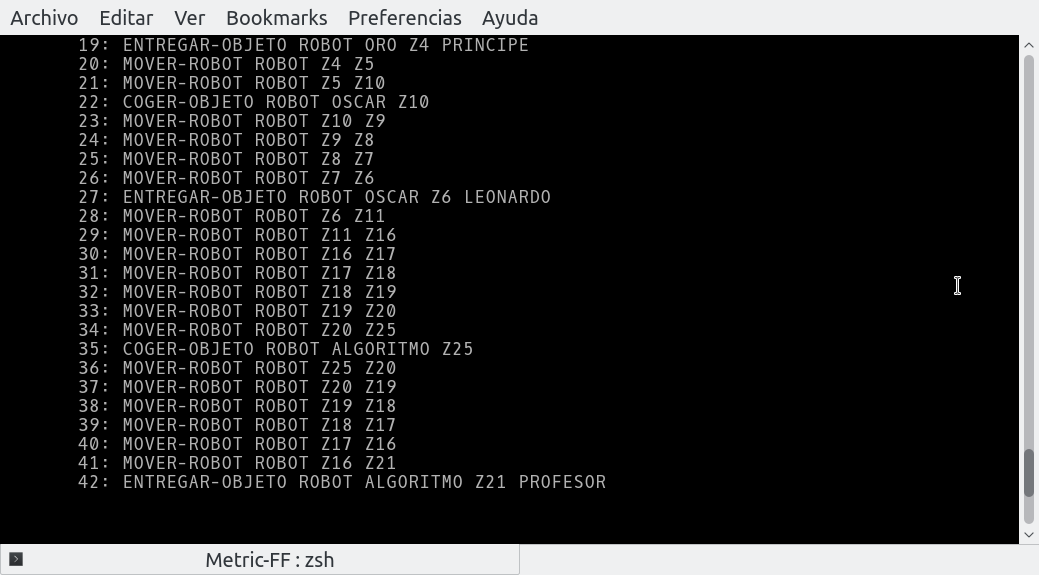 Archivo Editar Ver Bookmarks Preferencias Ayuda
19: ENTREGAR-OBJETO ROBOT ORO Z4 PRINCIPE
20: MOVER-ROBOT ROBOT Z4 Z5
21: MOVER-ROBOT ROBOT Z5 Z10
22: COGER-OBJETO ROBOT OSCAR Z10
23: MOVER-ROBOT ROBOT Z10 Z9
24: MOVER-ROBOT ROBOT Z9 Z8
25: MOVER-ROBOT ROBOT Z8 Z7
26: MOVER-ROBOT ROBOT Z7 Z6
27: ENTREGAR-OBJETO ROBOT OSCAR Z6 LEONARDO
28: MOVER-ROBOT ROBOT Z6 Z11
29: MOVER-ROBOT ROBOT Z11 Z16
30: MOVER-ROBOT ROBOT Z16 Z17
31: MOVER-ROBOT ROBOT Z17 Z18
32: MOVER-ROBOT ROBOT Z18 Z19
33: MOVER-ROBOT ROBOT Z19 Z20
34: MOVER-ROBOT ROBOT Z20 Z25
35: COGER-OBJETO ROBOT ALGORITMO Z25
36: MOVER-ROBOT ROBOT Z25 Z20
37: MOVER-ROBOT ROBOT Z20 Z19
38: MOVER-ROBOT ROBOT Z19 Z18
39: MOVER-ROBOT ROBOT Z18 Z17
40: MOVER-ROBOT ROBOT Z17 Z16
41: MOVER-ROBOT ROBOT Z16 Z21
42: ENTREGAR-OBJETO ROBOT ALGORITMO Z21 PROFESOR
Metric-FF : zsh